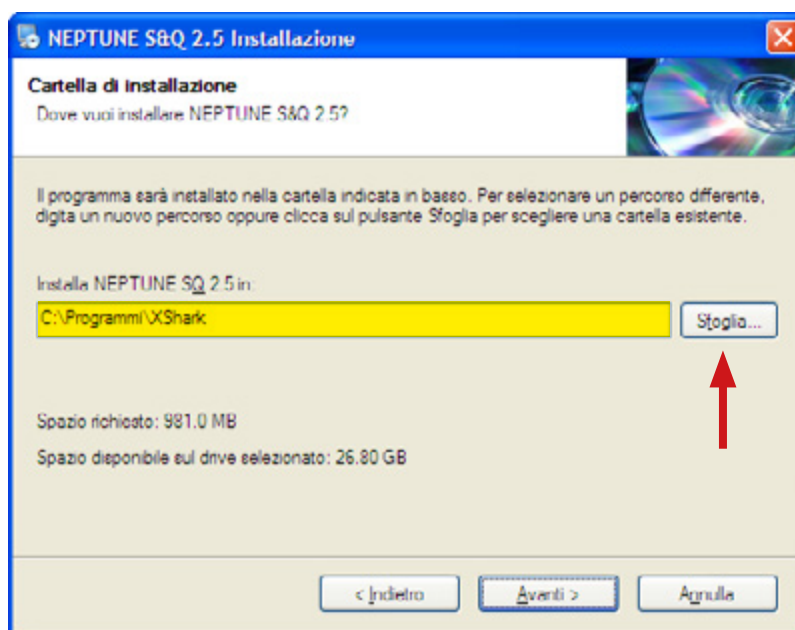 NEPTUNE S&Q 2.5 Installazione
Cartella di installazione
Dove vuoi installare NEPTUNE S&Q 2.5?
Il programma sarà installato nella cartella indicata in basso. Per selezionare un percorso differente,
digita un nuovo percorso oppure clicca sul pulsante Sfoglia per scegliere una cartella esistente.
Installa NEPTUNE SQ 2.5 in:
C:\Programmi\XShark
Sfoglia...
Spazio richiesto: 981.0 MB
Spazio disponibile sul drive selezionato: 26.80 GB
< Indietro
Avanti >
Annulla